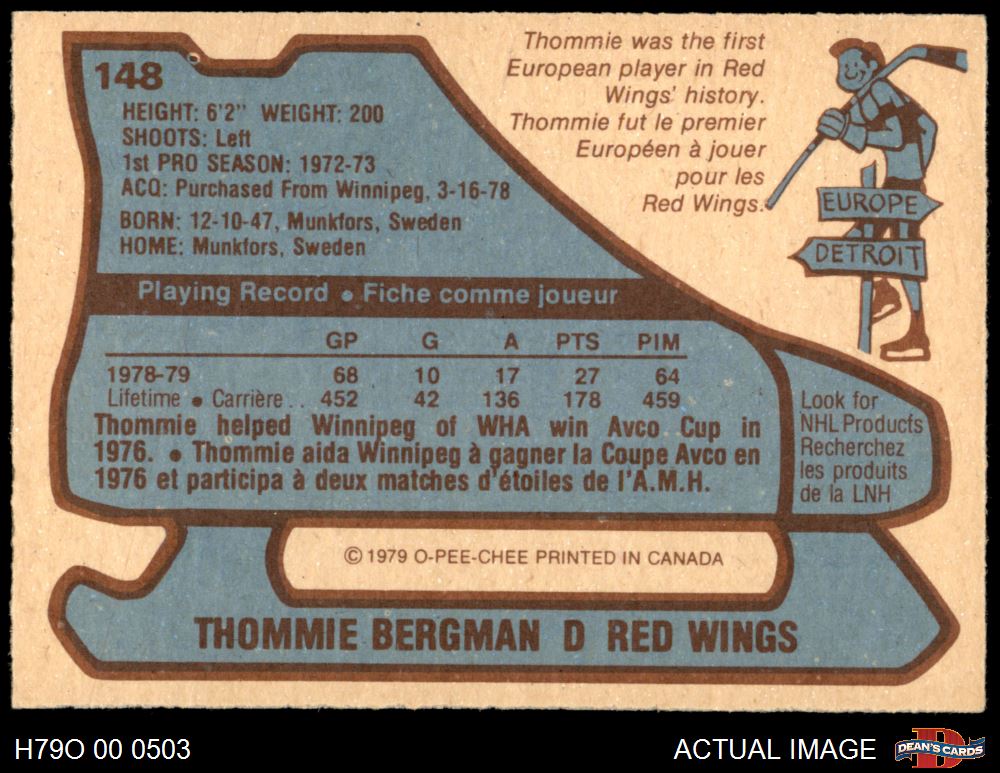 148
HEIGHT: 6'2" WEIGHT: 200
SHOOTS: Left
1st PRO SEASON: 1972-73
ACQ: Purchased From Winnipeg, 3-16-78
BORN: 12-10-47, Munkfors, Sweden
HOME: Munkfors, Sweden
Thommie was the first
European player in Red
Wings' history.
Thommie fut le premier
Européen à jouer
pour les
Red Wings.
EUROPE
DETROIT
Playing Record • Fiche comme joueur
GP G A PTS PIM
1978-79 68 10 17 27 64
Lifetime • Carrière .. 452 42 136 178 459
Thommie helped Winnipeg of WHA win Avco Cup in
1976. • Thommie aida Winnipeg à gagner la Coupe Avco en
1976 et participa à deux matches d'étoiles de l'A.M.H.
Look for
NHL Products
Recherchez
les produits
de la LNH
© 1979 O-PEE-CHEE PRINTED IN CANADA
THOMMIE BERGMAN D RED WINGS
H79O 00 0503
ACTUAL IMAGE
DEAN'S CARDS